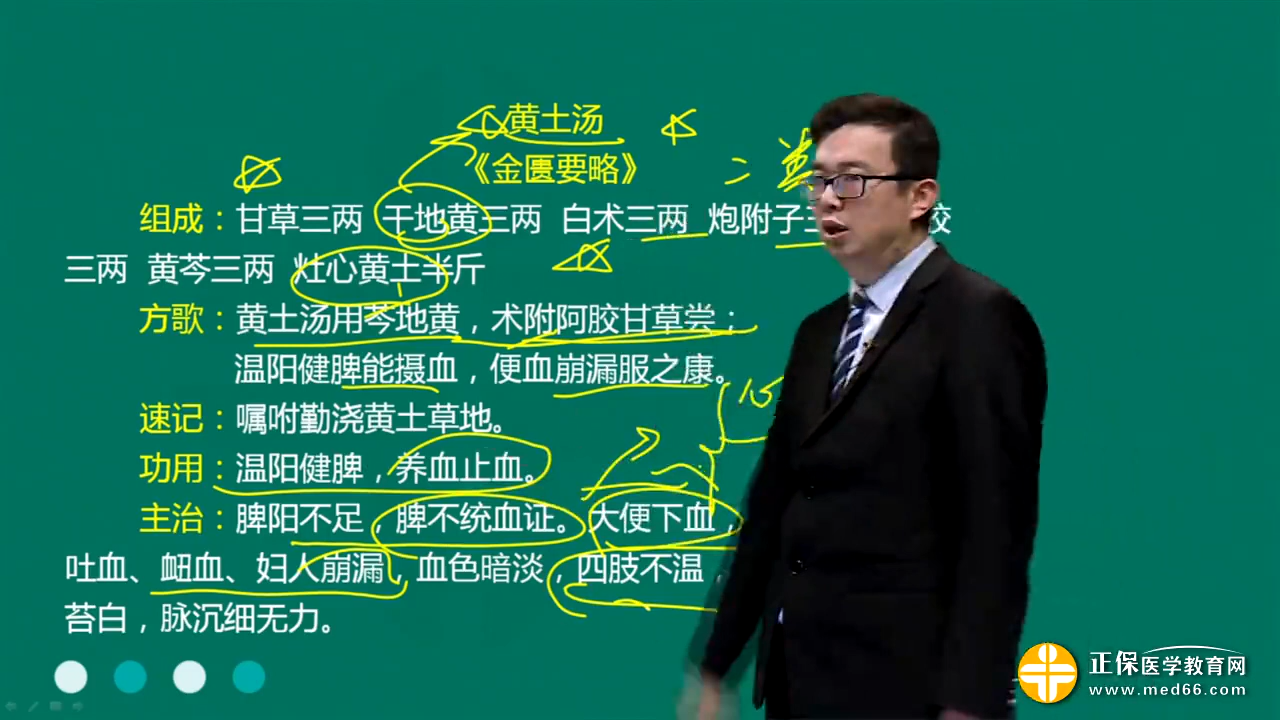 黄土汤
《金匮要略》
组成：甘草三两 干地黄三两 白术三两 炮附子三 胶
三两 黄芩三两 灶心黄土半斤
方歌：黄土汤用芩地黄，术附阿胶甘草尝；
温阳健脾能摄血，便血崩漏服之康。
速记：嘱咐勤浇黄土草地。
功用：温阳健脾，养血止血。
主治：脾阳不足，脾不统血证。大便下血，
吐血、衄血、妇人崩漏，血色暗淡，四肢不温，
苔白，脉沉细无力。
正保医学教育网
www.med66.com